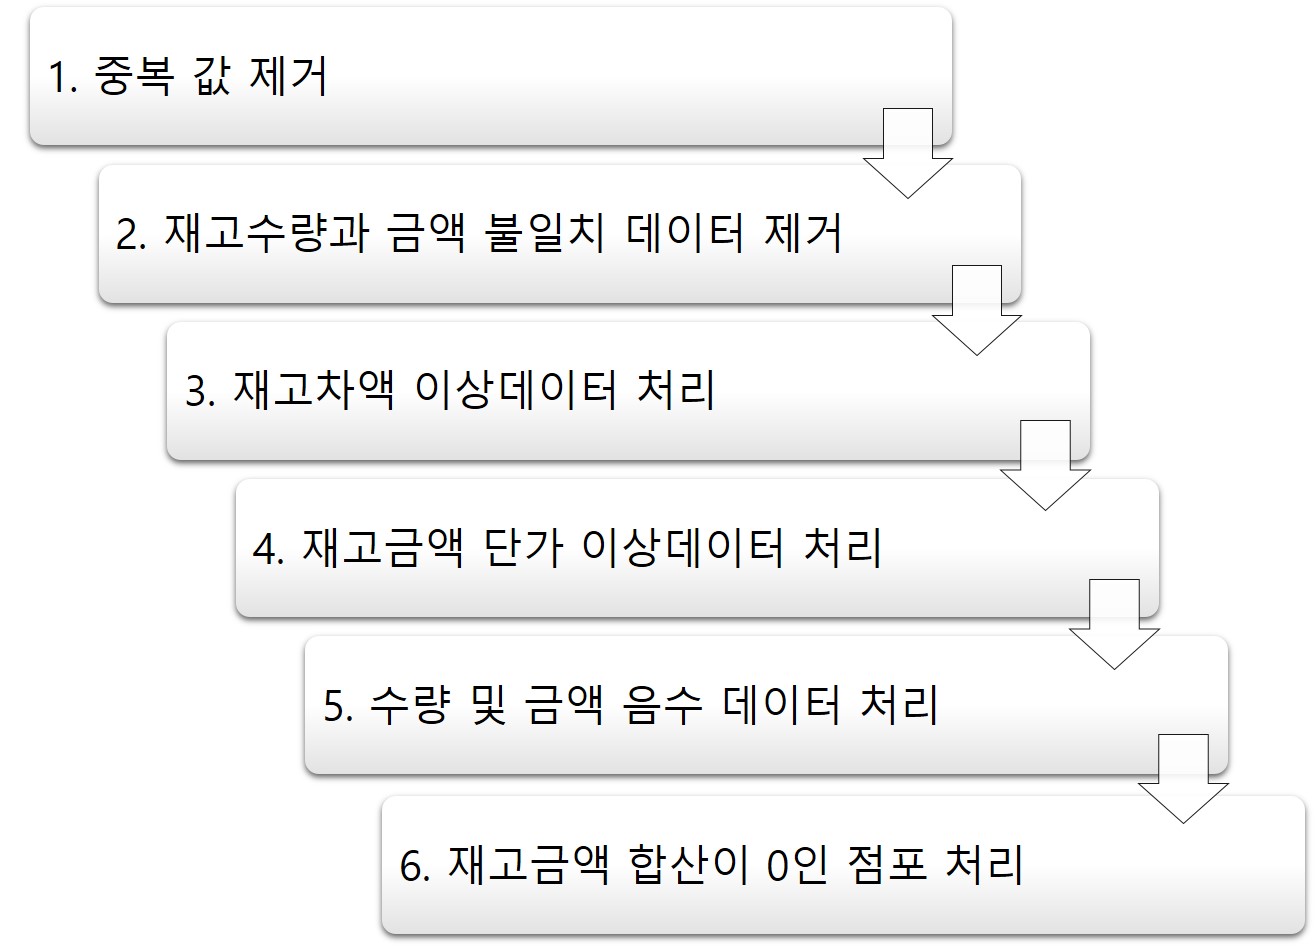 1. 중복 값 제거
2. 재고수량과 금액 불일치 데이터 제거
3. 재고차액 이상데이터 처리
4. 재고금액 단가 이상데이터 처리
5. 수량 및 금액 음수 데이터 처리
6. 재고금액 합산이 0인 점포 처리